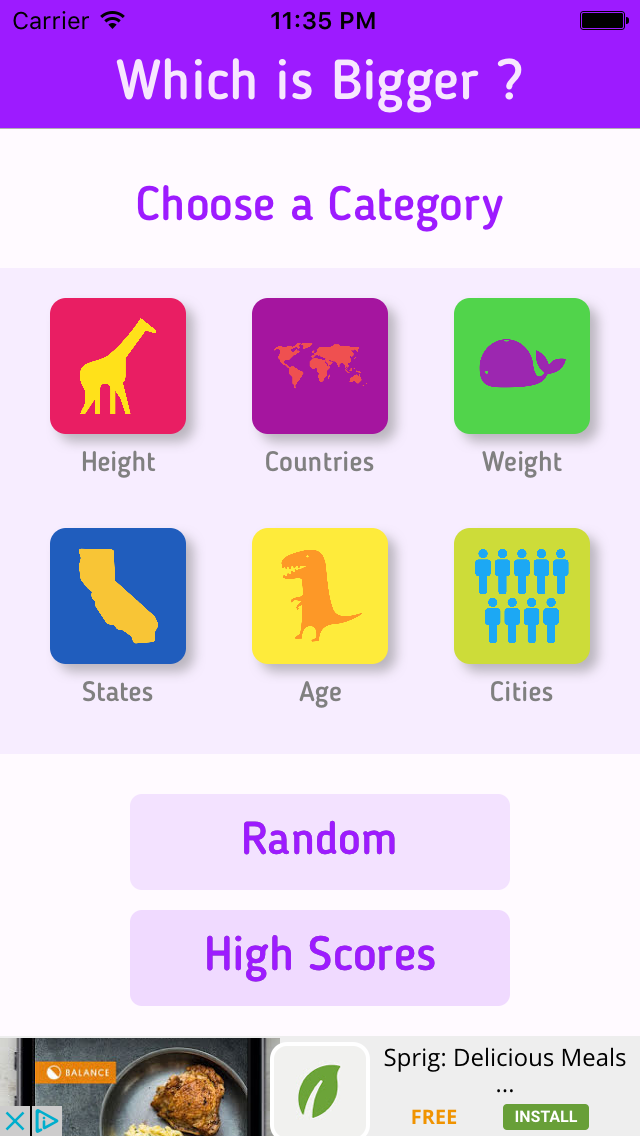 Carrier 11:35 PM
Which is Bigger ?
Choose a Category
Height Countries Weight
States Age Cities
Random
High Scores
BALANCE
Sprig: Delicious Meals
...
FREE INSTALL